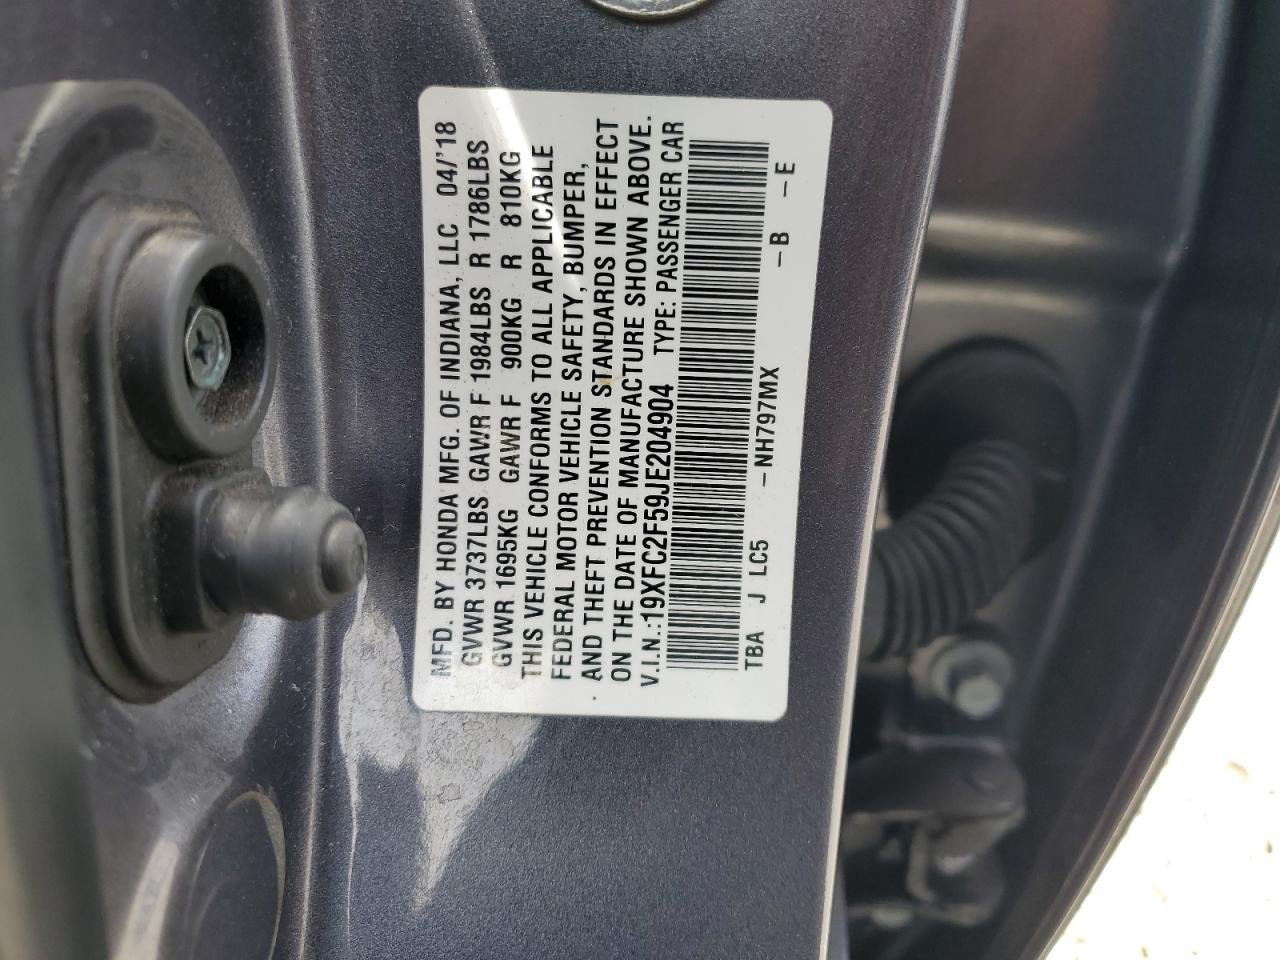 MFD. BY HONDA MFG. OF INDIANA, LLC 04/'18
GVWR 3737LBS GAWR F 1984LBS R 1786LBS
GVWR 1695KG GAWR F 900KG R 810KG
THIS VEHICLE CONFORMS TO ALL APPLICABLE
FEDERAL MOTOR VEHICLE SAFETY, BUMPER,
AND THEFT PREVENTION STANDARDS IN EFFECT
ON THE DATE OF MANUFACTURE SHOWN ABOVE.
V.I.N.:19XFC2F59JE204904 TYPE: PASSENGER CAR
TBA J LC5 -NH797MX -B -E